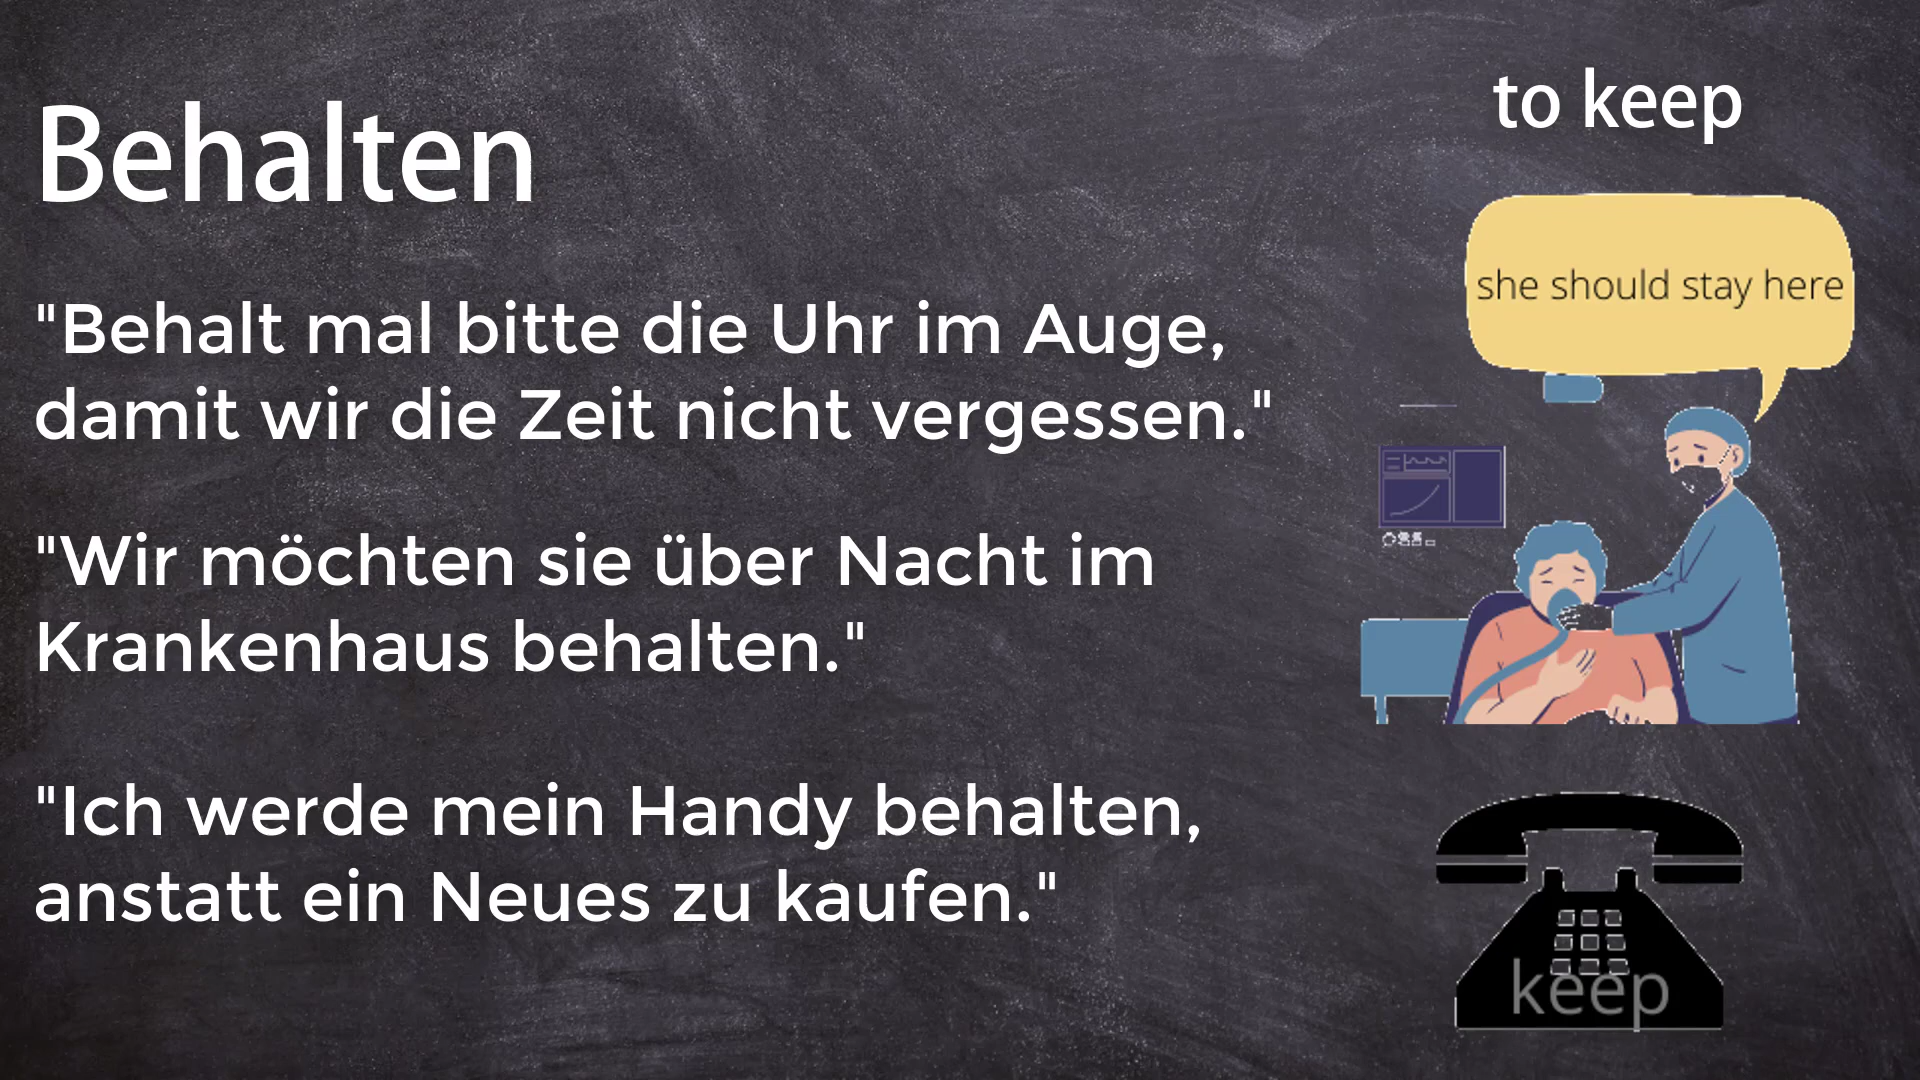 Behalten
to keep
she should stay here
"Behalt mal bitte die Uhr im Auge,
damit wir die Zeit nicht vergessen."
"Wir möchten sie über Nacht im
Krankenhaus behalten."
"Ich werde mein Handy behalten,
anstatt ein Neues zu kaufen."
keep